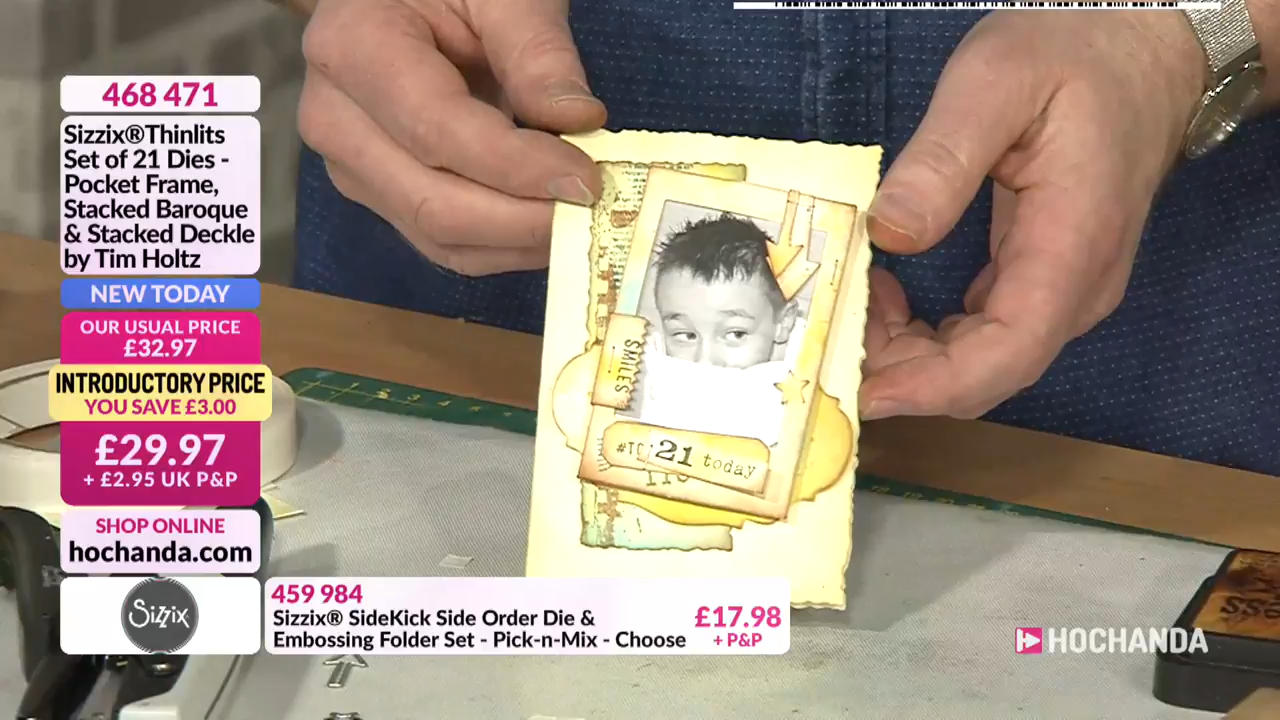 468 471
Sizzix®Thinlits
Set of 21 Dies -
Pocket Frame,
Stacked Baroque
& Stacked Deckle
by Tim Holtz
NEW TODAY
OUR USUAL PRICE
£32.97
INTRODUCTORY PRICE
YOU SAVE £3.00
£29.97
+ £2.95 UK P&P
SHOP ONLINE
hochanda.com
Sizzix
459 984
Sizzix® SideKick Side Order Die &
Embossing Folder Set - Pick-n-Mix - Choose
£17.98
+ P&P
HOCHANDA
SMILES
21 today